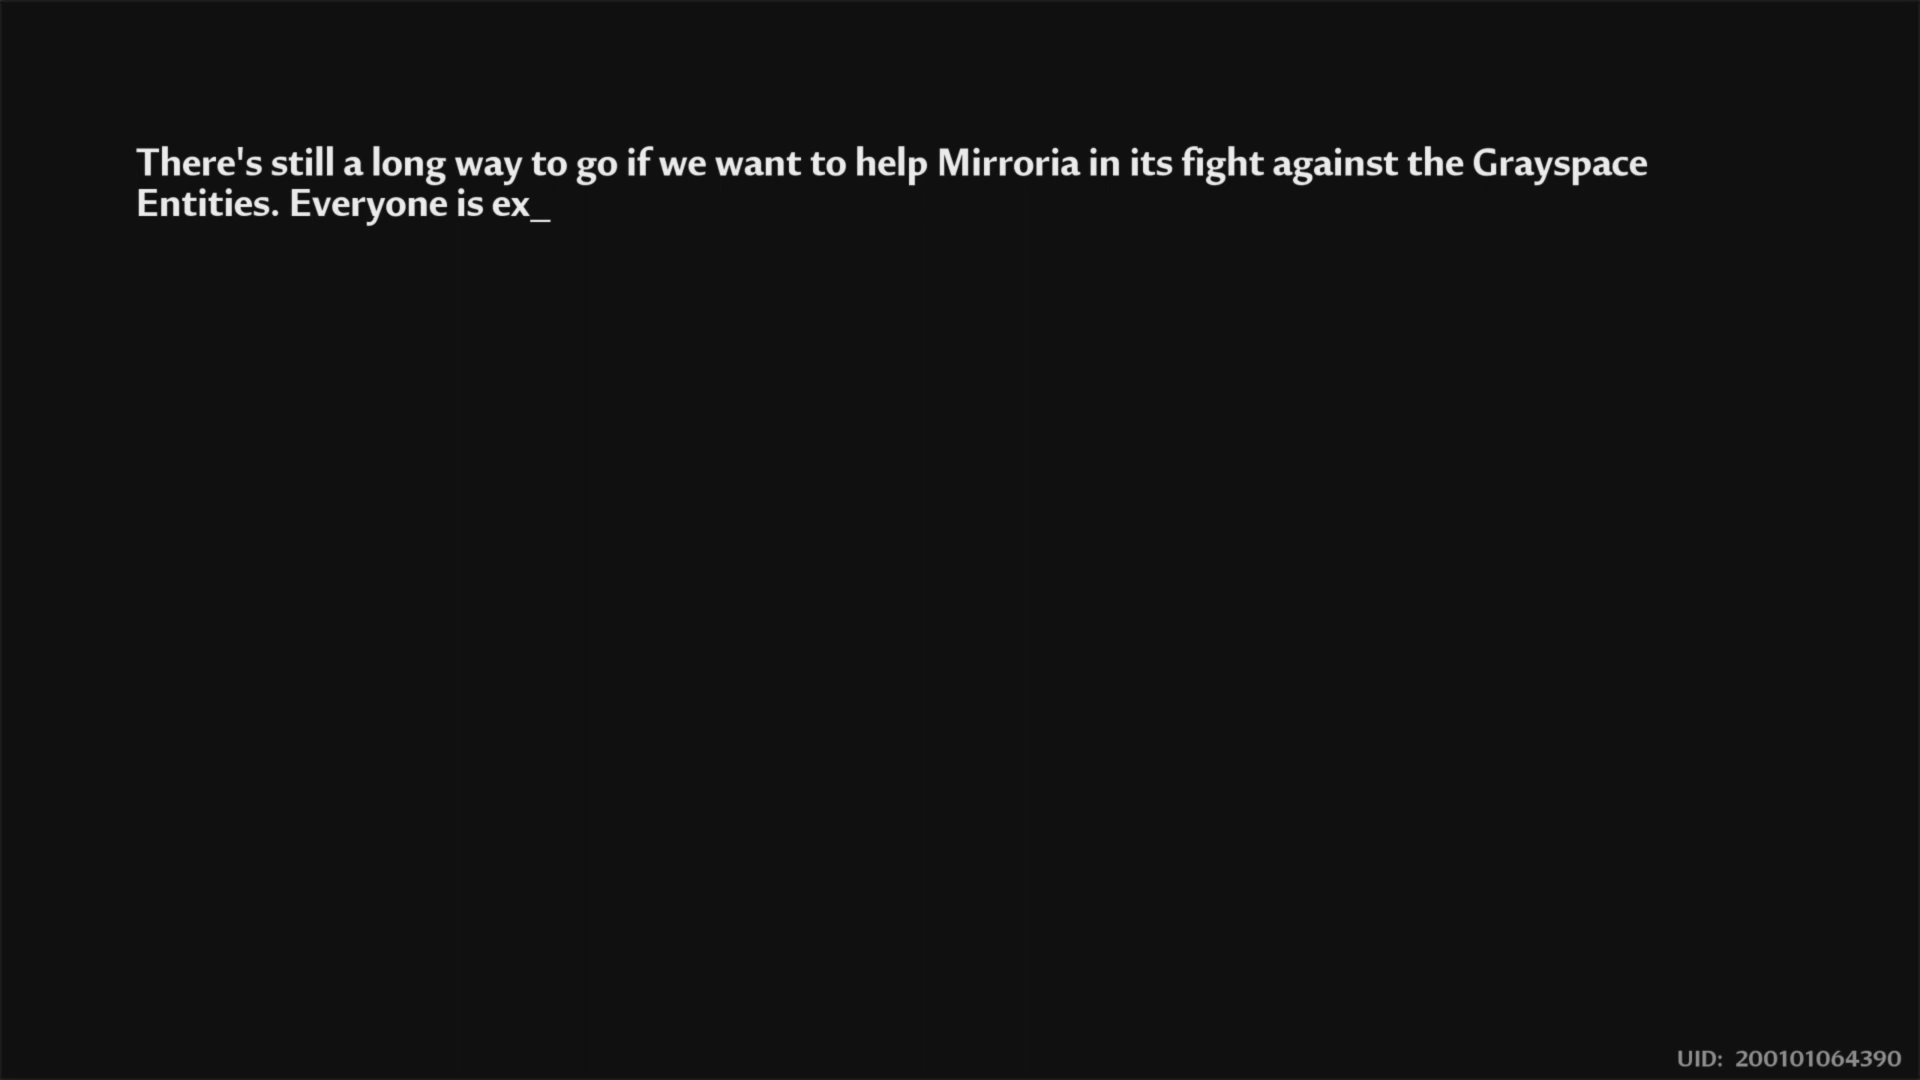 There's still a long way to go if we want to help Mirroria in its fight against the Grayspace
Entities. Everyone is ex_
UID: 200101064390